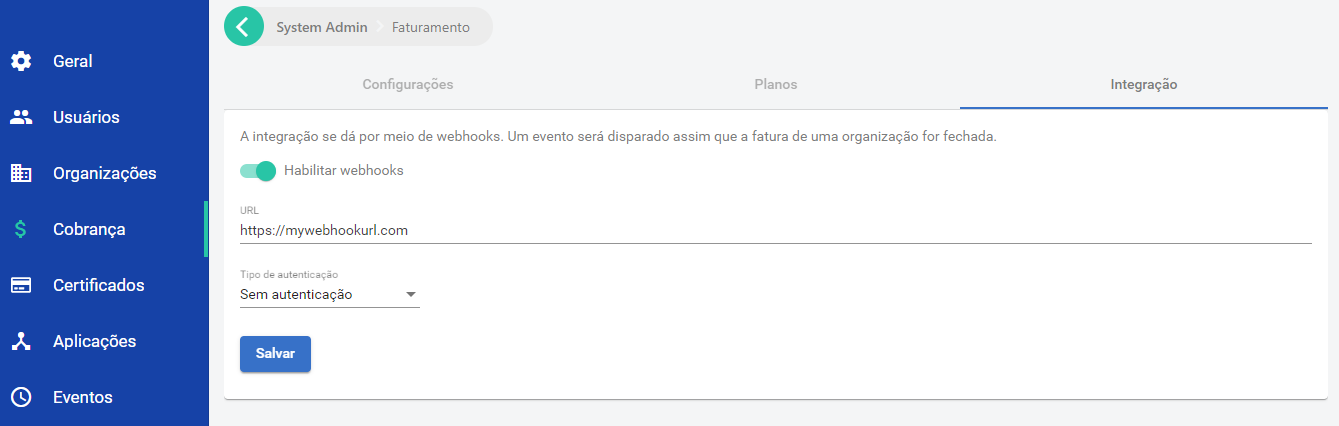 Geral
Usuários
Organizações
Cobrança
Certificados
Aplicações
Eventos
System Admin Faturamento
Configurações Planos Integração
A integração se dá por meio de webhooks. Um evento será disparado assim que a fatura de uma organização for fechada.
Habilitar webhooks
URL
https://mywebhookurl.com
Tipo de autenticação
Sem autenticação
Salvar